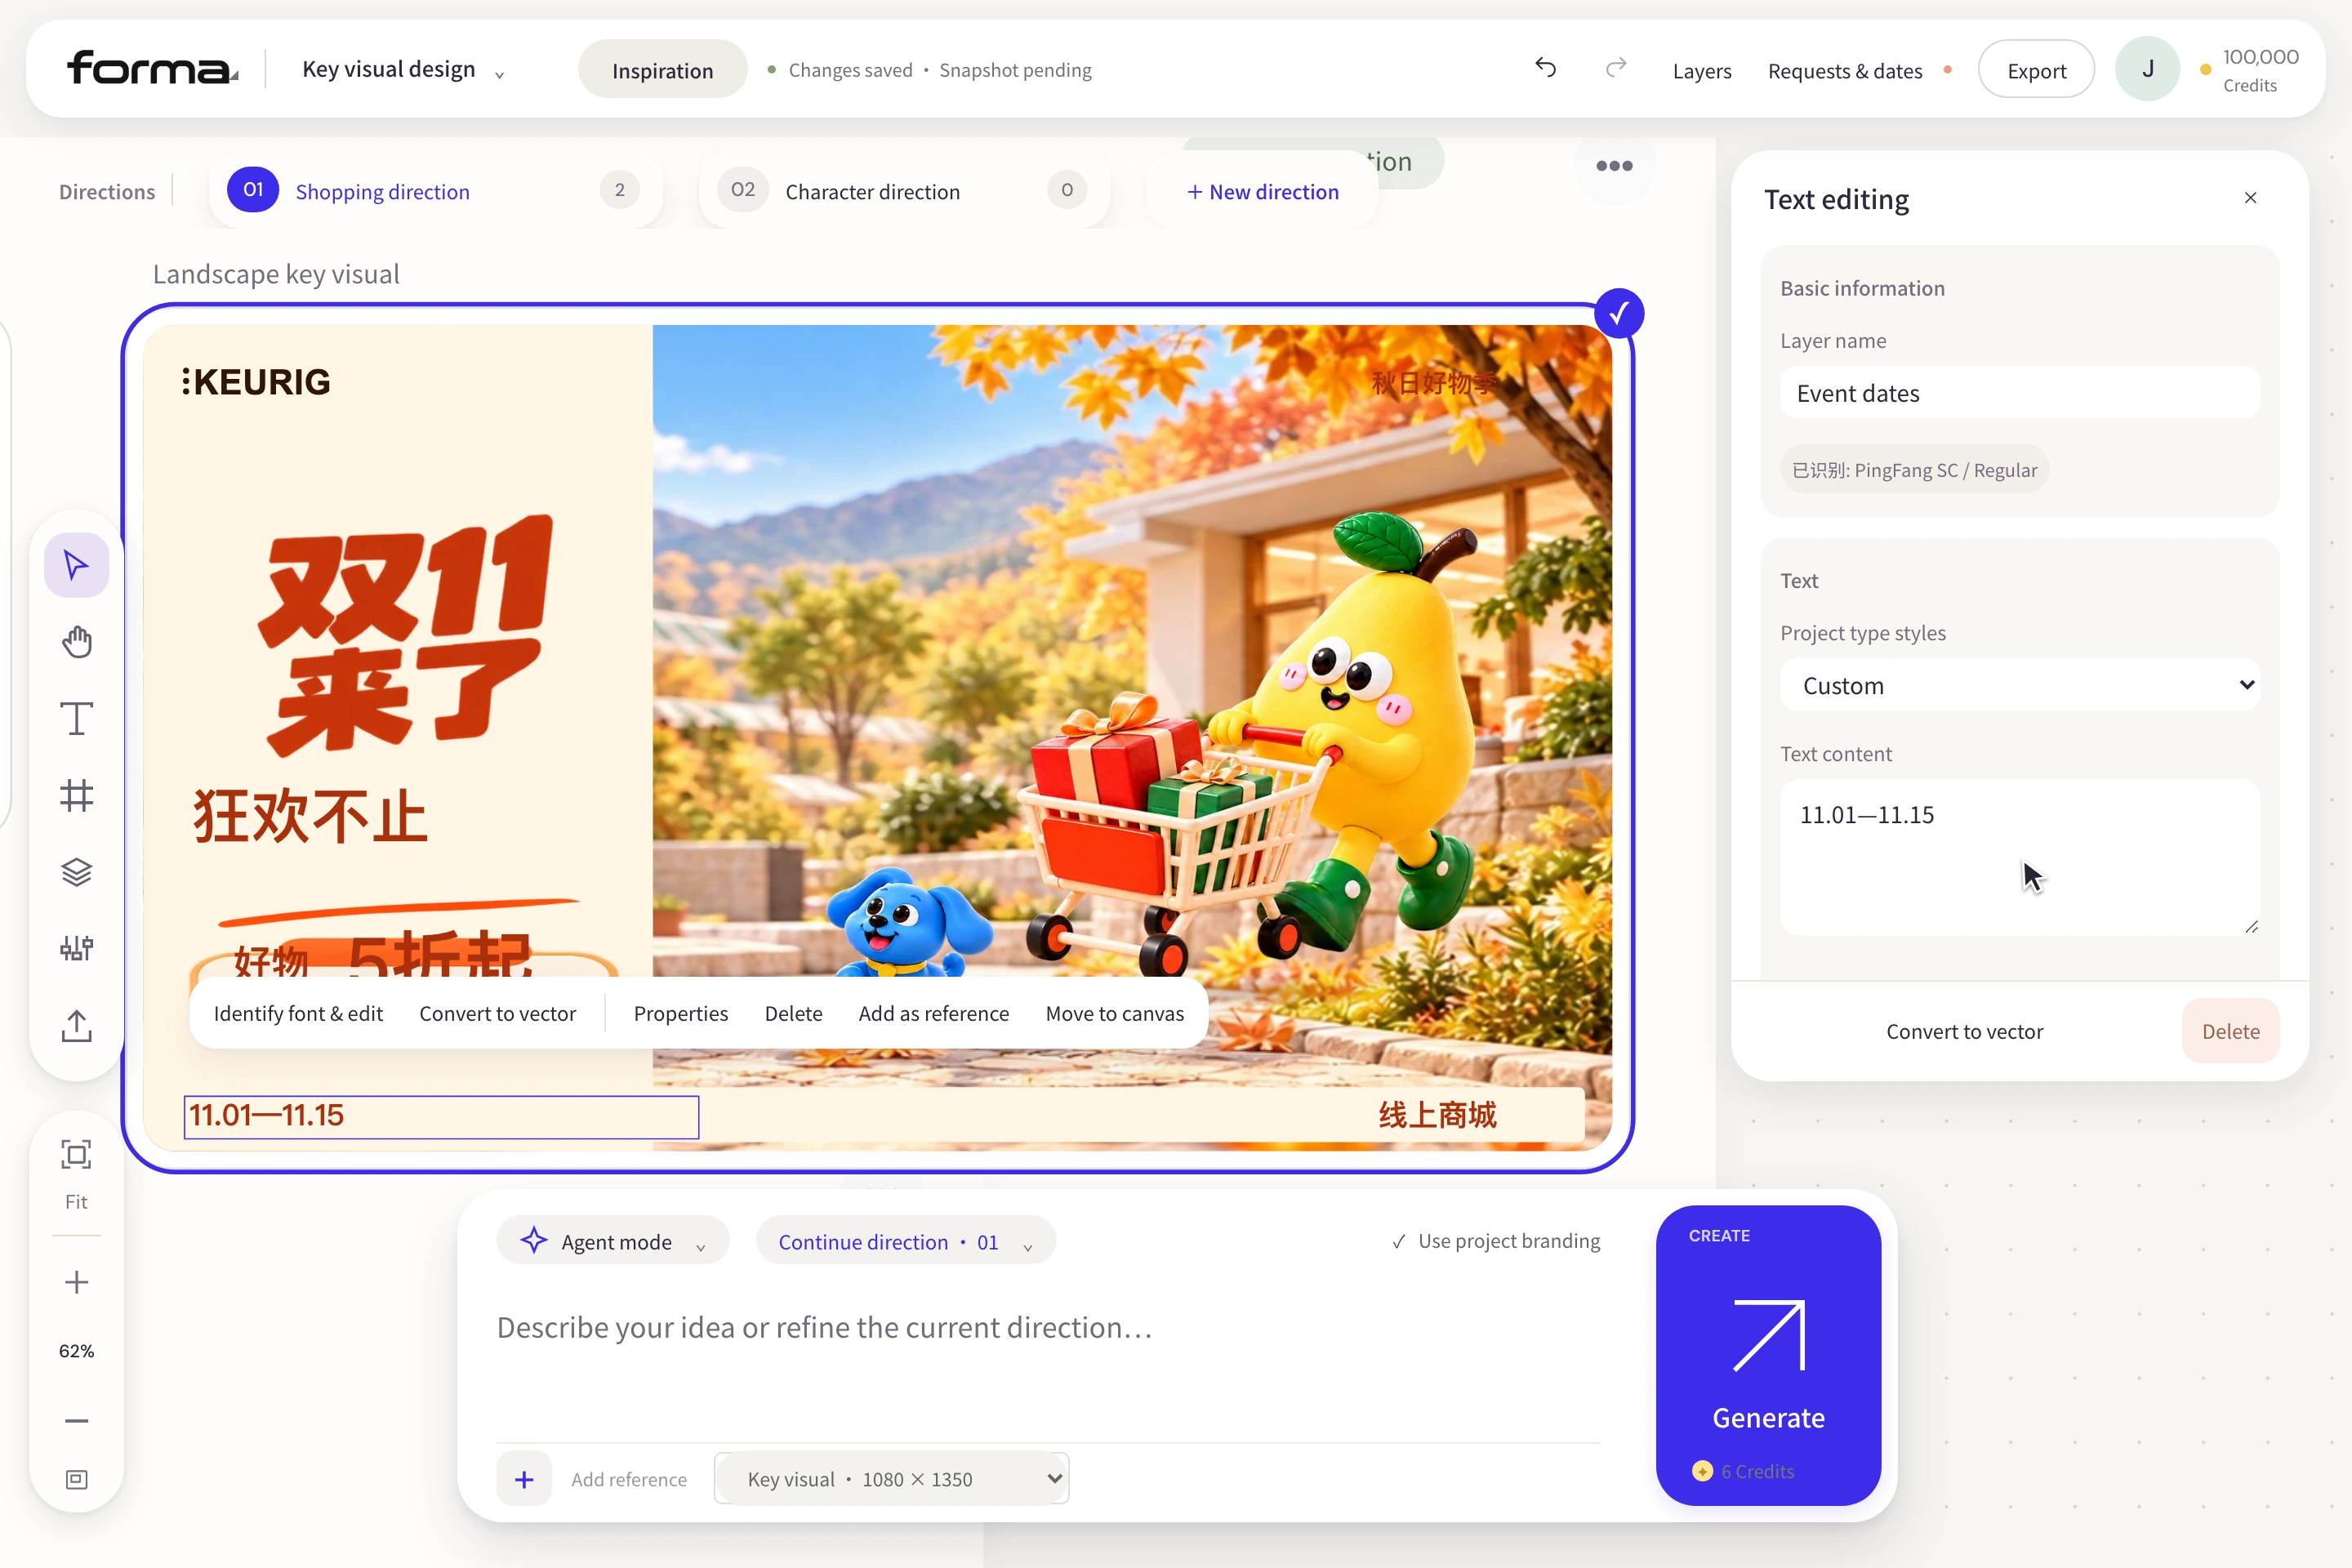 forma
Key visual design
Inspiration
Changes saved • Snapshot pending
Layers
Requests & dates
Export
J
100,000
Credits
Directions
01
Shopping direction
2
02
Character direction
0
+ New direction
tion
Landscape key visual
KEURIG
秋日好物季
双11
来了
狂欢不止
好物 5折起
Identify font & edit
Convert to vector
Properties
Delete
Add as reference
Move to canvas
11.01—11.15
线上商城
Text editing
Basic information
Layer name
Event dates
已识别: PingFang SC / Regular
Text
Project type styles
Custom
Text content
11.01—11.15
Convert to vector
Delete
Fit
62%
Agent mode
Continue direction • 01
✓ Use project branding
Describe your idea or refine the current direction…
Add reference
Key visual • 1080 × 1350
CREATE
Generate
6 Credits